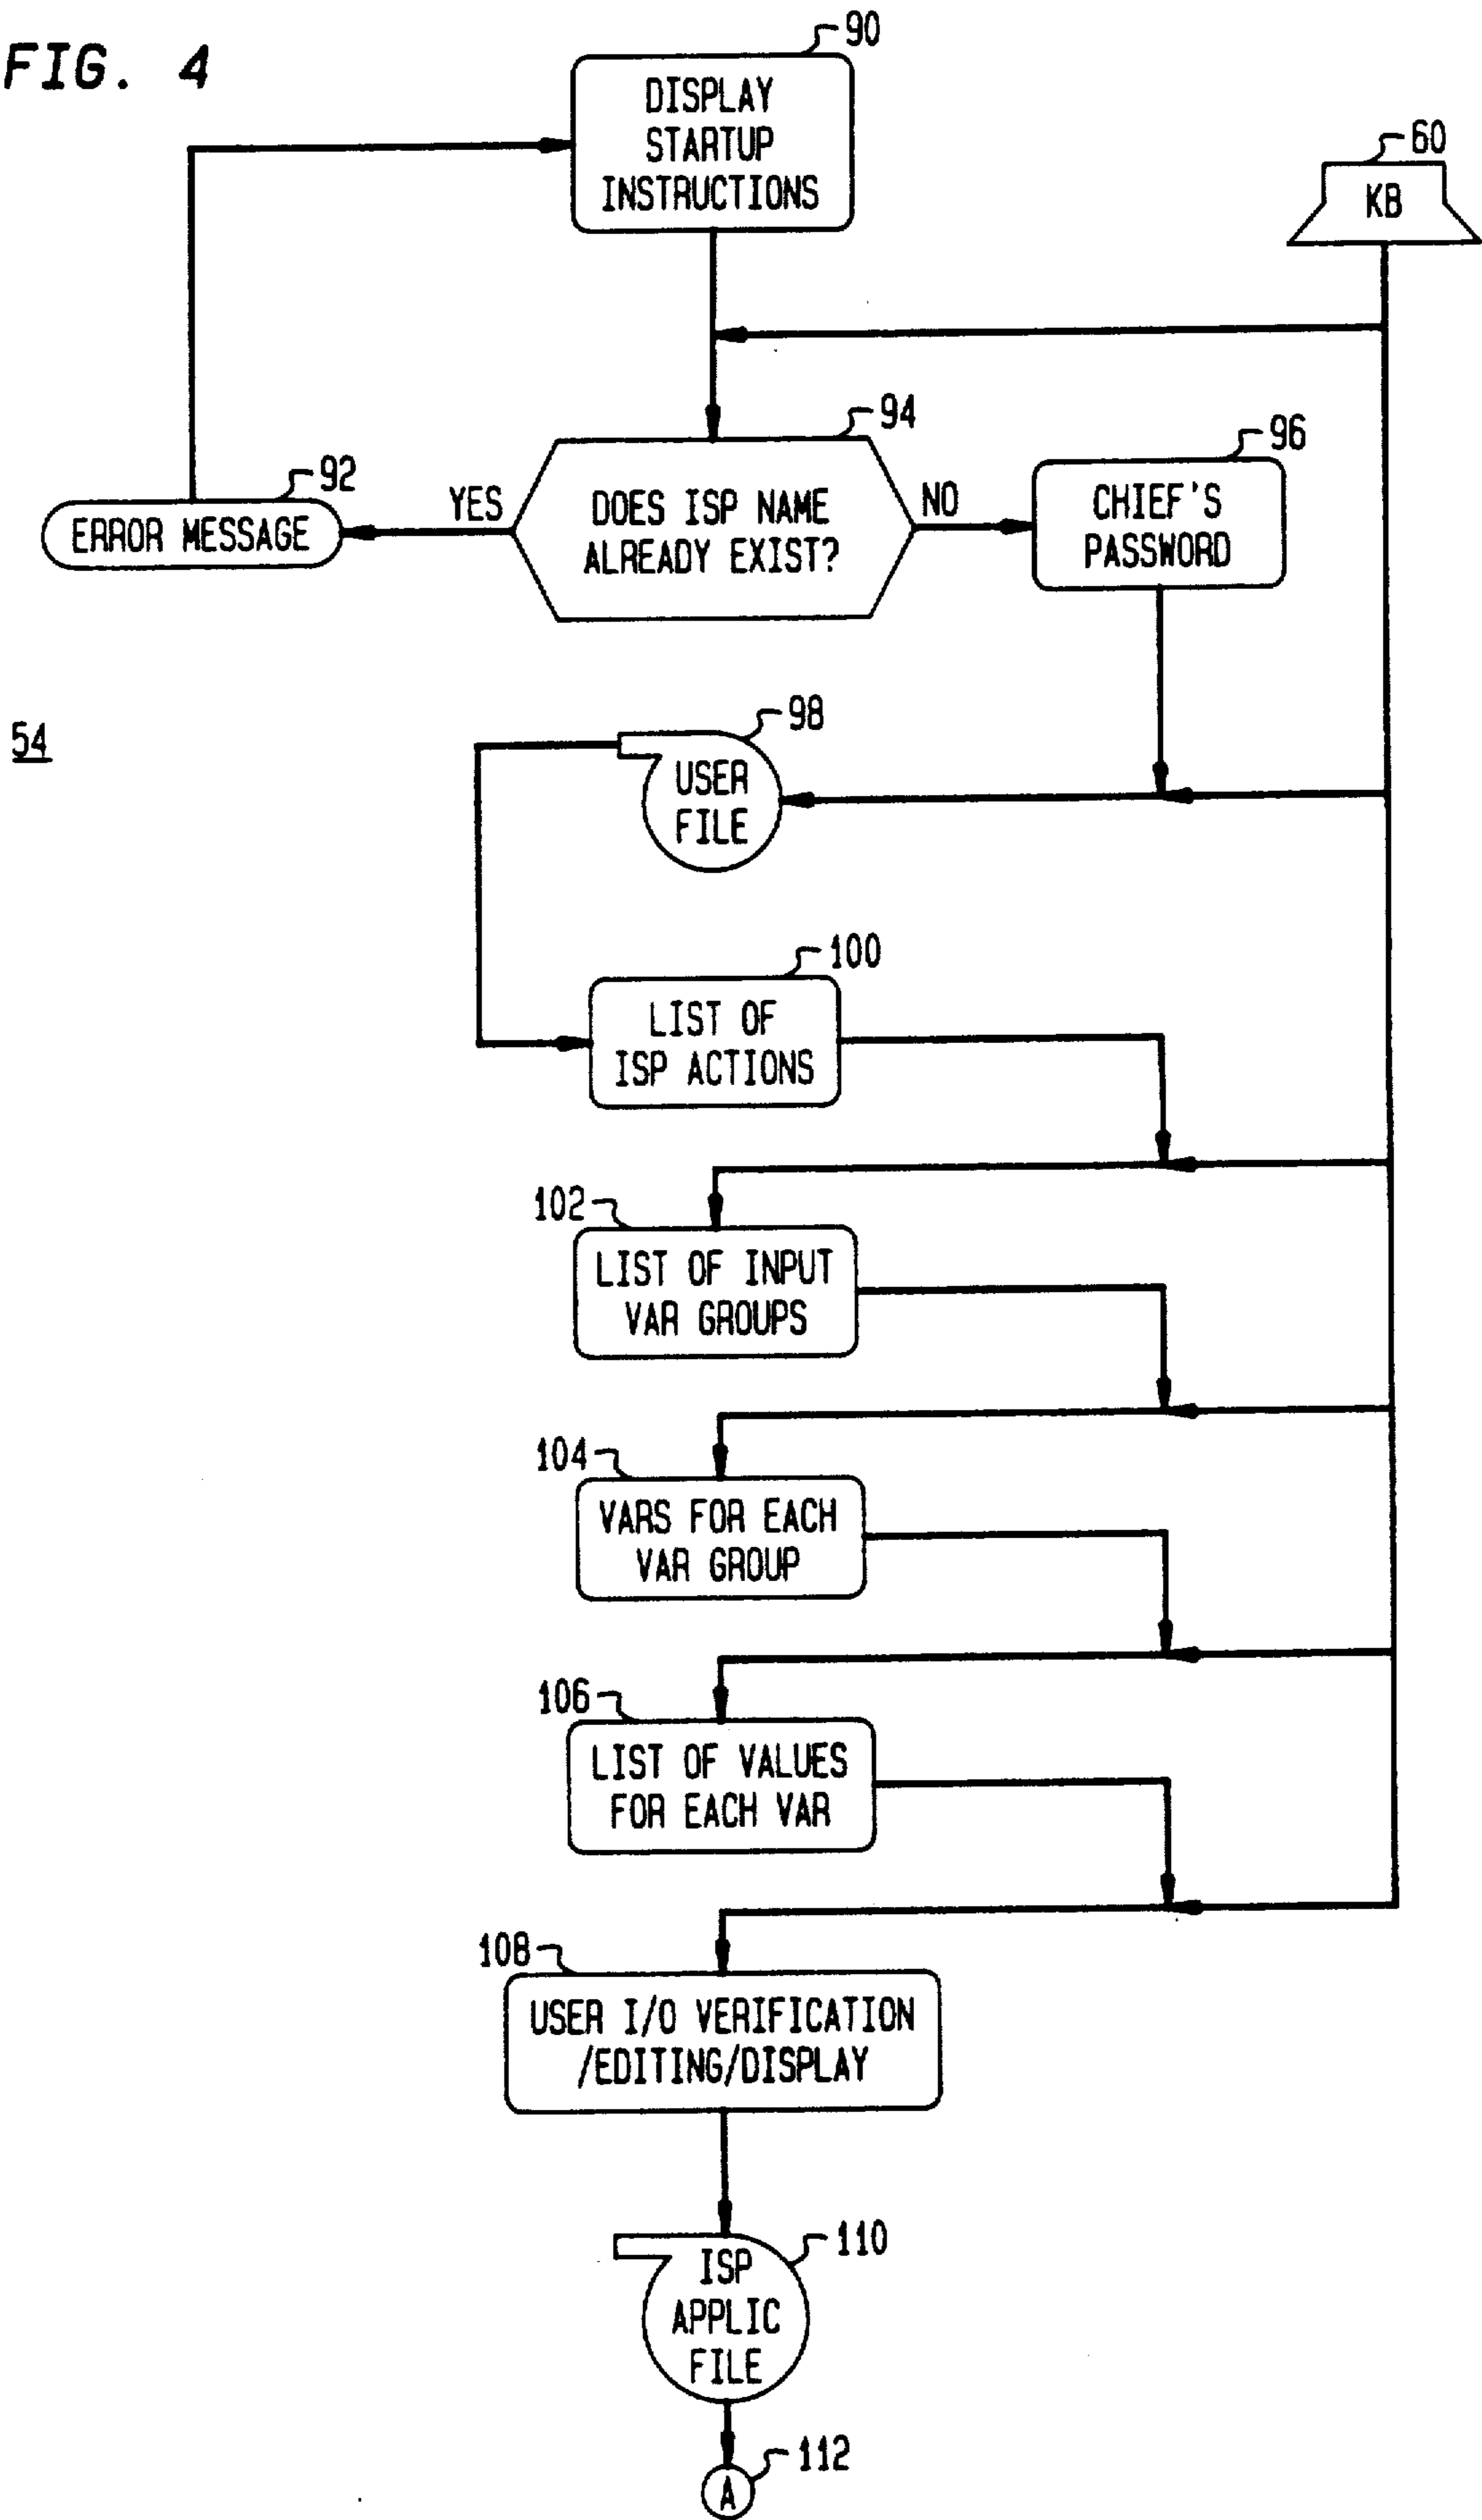 FIG. 4
90
DISPLAY
STARTUP
INSTRUCTIONS
60
KB
94
DOES ISP NAME
ALREADY EXIST?
YES
NO
92
ERROR MESSAGE
96
CHIEF'S
PASSWORD
54
98
USER
FILE
100
LIST OF
ISP ACTIONS
102
LIST OF INPUT
VAR GROUPS
104
VARS FOR EACH
VAR GROUP
106
LIST OF VALUES
FOR EACH VAR
108
USER I/O VERIFICATION
/EDITING/DISPLAY
110
ISP
APPLIC
FILE
112
A